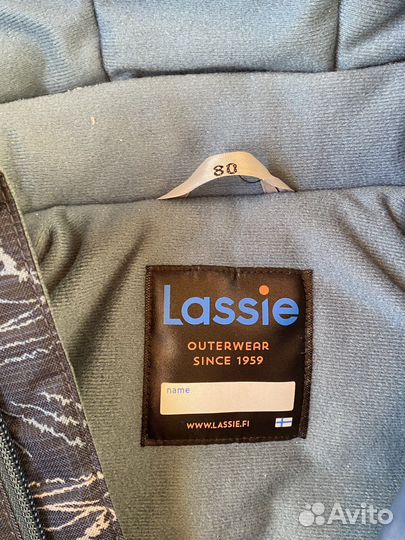 80
Lassie
OUTERWEAR
SINCE 1959
name
WWW.LASSIE.FI
Avito